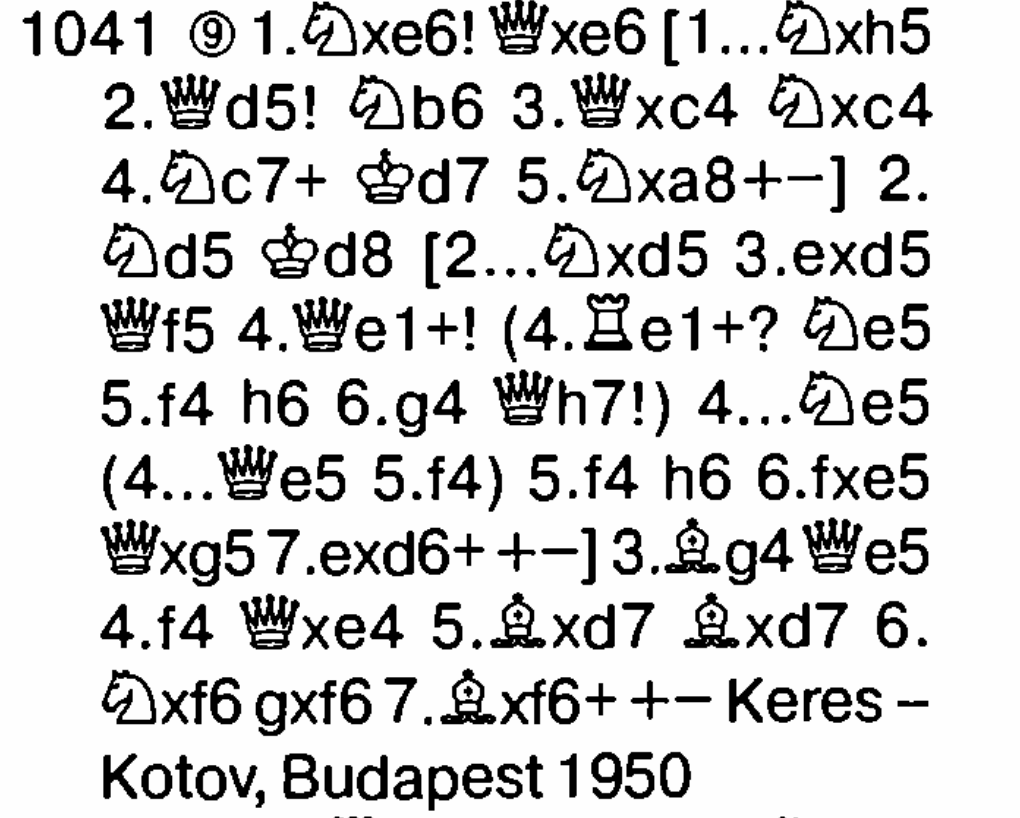 1041 ⑨ 1.♘xe6! ♕xe6 [1...♘xh5
2.♕d5! ♘b6 3.♕xc4 ♘xc4
4.♘c7+ ♔d7 5.♘xa8+−] 2.
♘d5 ♔d8 [2...♘xd5 3.exd5
♕f5 4.♕e1+! (4.♖e1+? ♘e5
5.f4 h6 6.g4 ♕h7!) 4...♘e5
(4...♕e5 5.f4) 5.f4 h6 6.fxe5
♕xg5 7.exd6+ +−] 3.♗g4 ♕e5
4.f4 ♕xe4 5.♗xd7 ♗xd7 6.
♘xf6 gxf6 7.♗xf6+ +− Keres –
Kotov, Budapest 1950